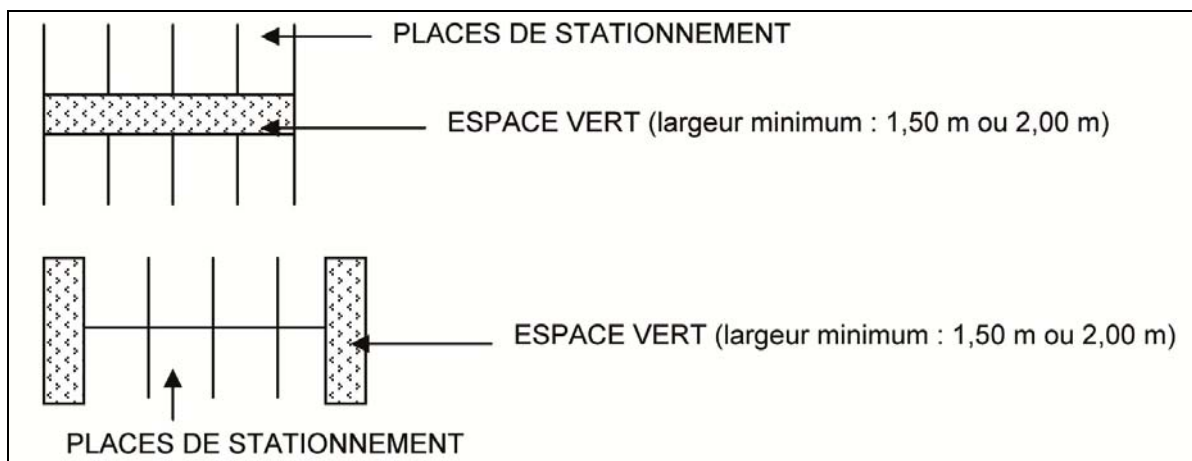 PLACES DE STATIONNEMENT
ESPACE VERT (largeur minimum : 1,50 m ou 2,00 m)
ESPACE VERT (largeur minimum : 1,50 m ou 2,00 m)
PLACES DE STATIONNEMENT